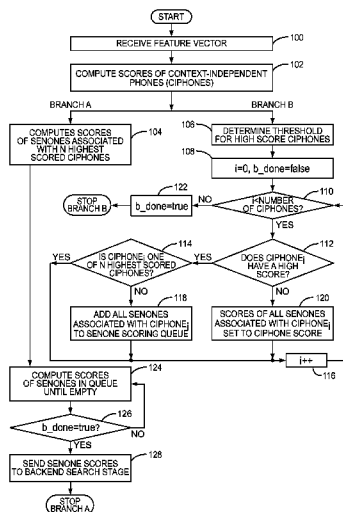 START
RECEIVE FEATURE VECTOR
100
102
COMPUTE SCORES OF CONTEXT-INDEPENDENT
PHONES (CIPHONES)
BRANCH A
BRANCH B
104
COMPUTES SCORES
OF SENONES ASSOCIATED
WITH N HIGHEST
SCORED CIPHONES
106
DETERMINE THRESHOLD
FOR HIGH SCORE CIPHONES
108
i=0, b_done=false
110
i<NUMBER
OF CIPHONES?
NO
122
b_done=true
STOP
BRANCH B
YES
112
DOES CIPHONEi
HAVE A HIGH
SCORE?
YES
114
IS CIPHONEi ONE
OF N HIGHEST SCORED
CIPHONES?
YES
NO
118
ADD ALL SENONES
ASSOCIATED WITH CIPHONEi
TO SENONE SCORING QUEUE
NO
120
SCORES OF ALL SENONES
ASSOCIATED WITH CIPHONEi
SET TO CIPHONE SCORE
i++
116
124
COMPUTE SCORES
OF SENONES IN QUEUE
UNTIL EMPTY
126
b_done=true?
NO
YES
128
SEND SENONE SCORES
TO BACKEND SEARCH STAGE
STOP
BRANCH A